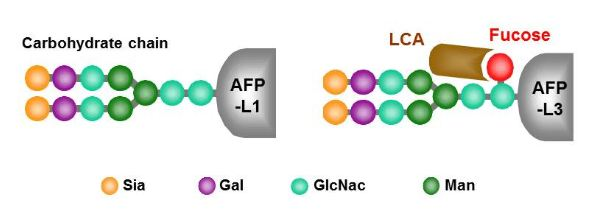 Carbohydrate chain
AFP
-L1
LCA
Fucose
AFP
-L3
Sia Gal GlcNac Man